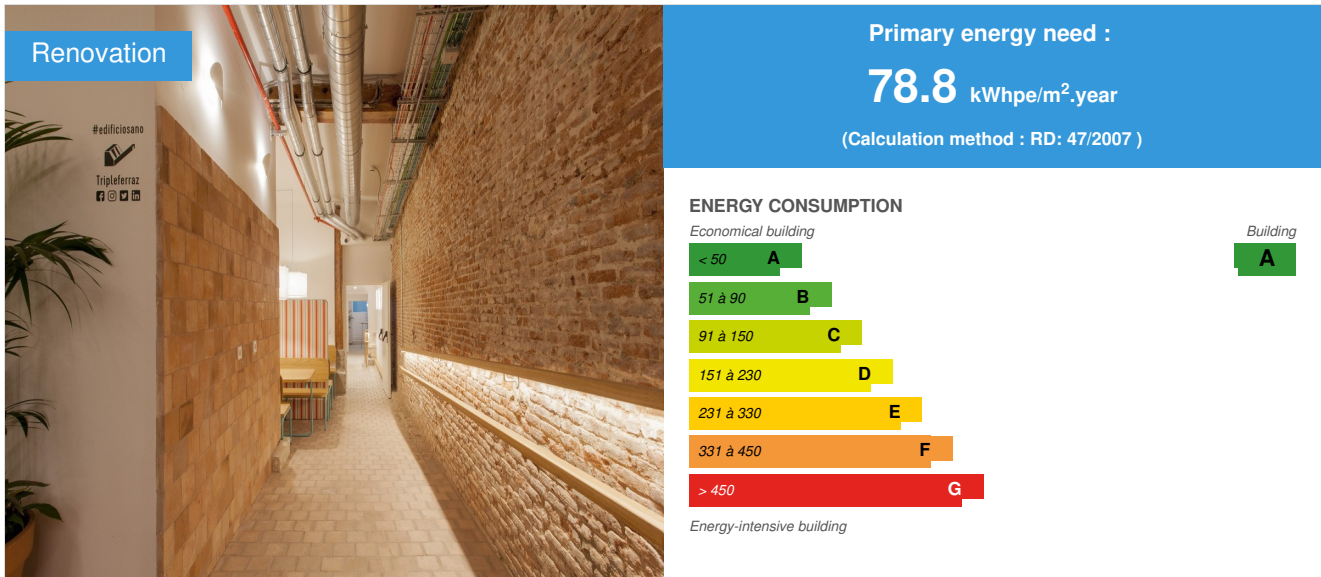 Renovation
#edificiosano
Tripleferraz
Primary energy need :
78.8 kWhpe/m².year
(Calculation method : RD: 47/2007 )
ENERGY CONSUMPTION
Economical building
Building
< 50 A
A
51 à 90 B
91 à 150 C
151 à 230 D
231 à 330 E
331 à 450 F
> 450 G
Energy-intensive building